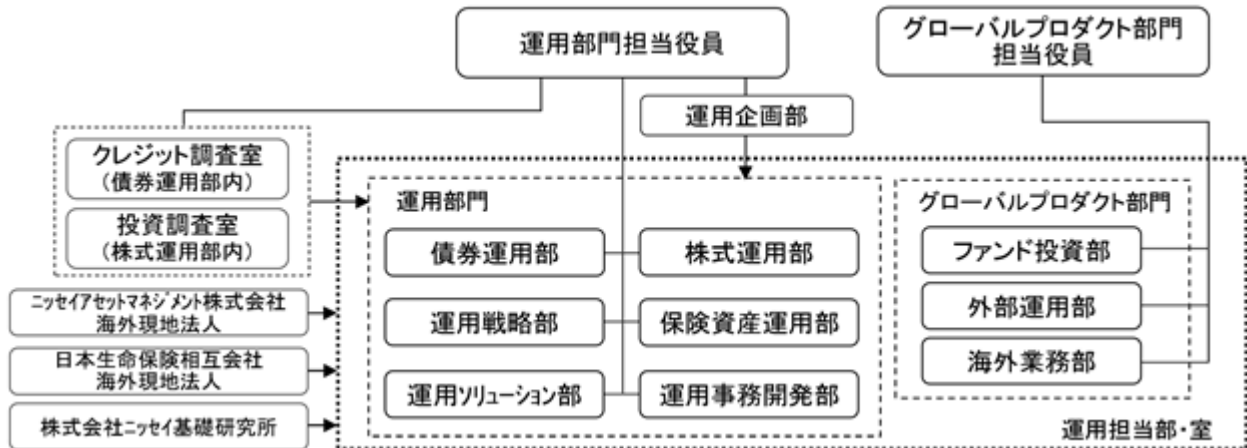 運用部門担当役員
グローバルプロダクト部門
担当役員
運用企画部
クレジット調査室
(債券運用部内)
投資調査室
(株式運用部内)
運用部門
債券運用部
株式運用部
運用戦略部
保険資産運用部
運用ソリューション部
運用事務開発部
グローバルプロダクト部門
ファンド投資部
外部運用部
海外業務部
ニッセイアセットマネジメント株式会社
海外現地法人
日本生命保険相互会社
海外現地法人
株式会社ニッセイ基礎研究所
運用担当部・室